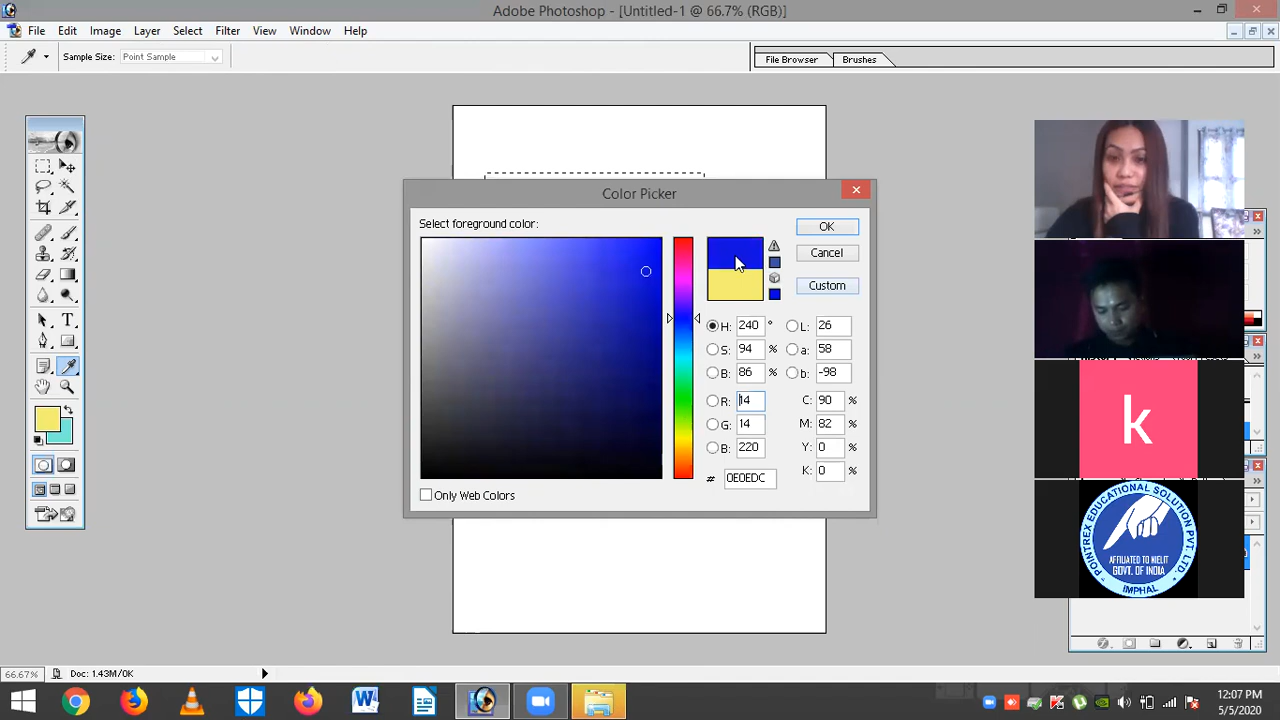 Adobe Photoshop - [Untitled-1 @ 66.7% (RGB)]
File Edit Image Layer Select Filter View Window Help
Sample Size: Point Sample
File Browser Brushes
Color Picker
Select foreground color:
OK
Cancel
Custom
H: 240 ° L: 26
S: 94 % a: 58
B: 86 % b: -98
R: 14 C: 90 %
G: 14 M: 82 %
B: 220 Y: 0 %
# 0E0EDC K: 0 %
Only Web Colors
k
POINTREX EDUCATIONAL SOLUTION PVT. LTD.
AFFILIATED TO NIELIT
GOVT. OF INDIA
IMPHAL
66.67% Doc: 1.43M/0K
12:07 PM
5/5/2020